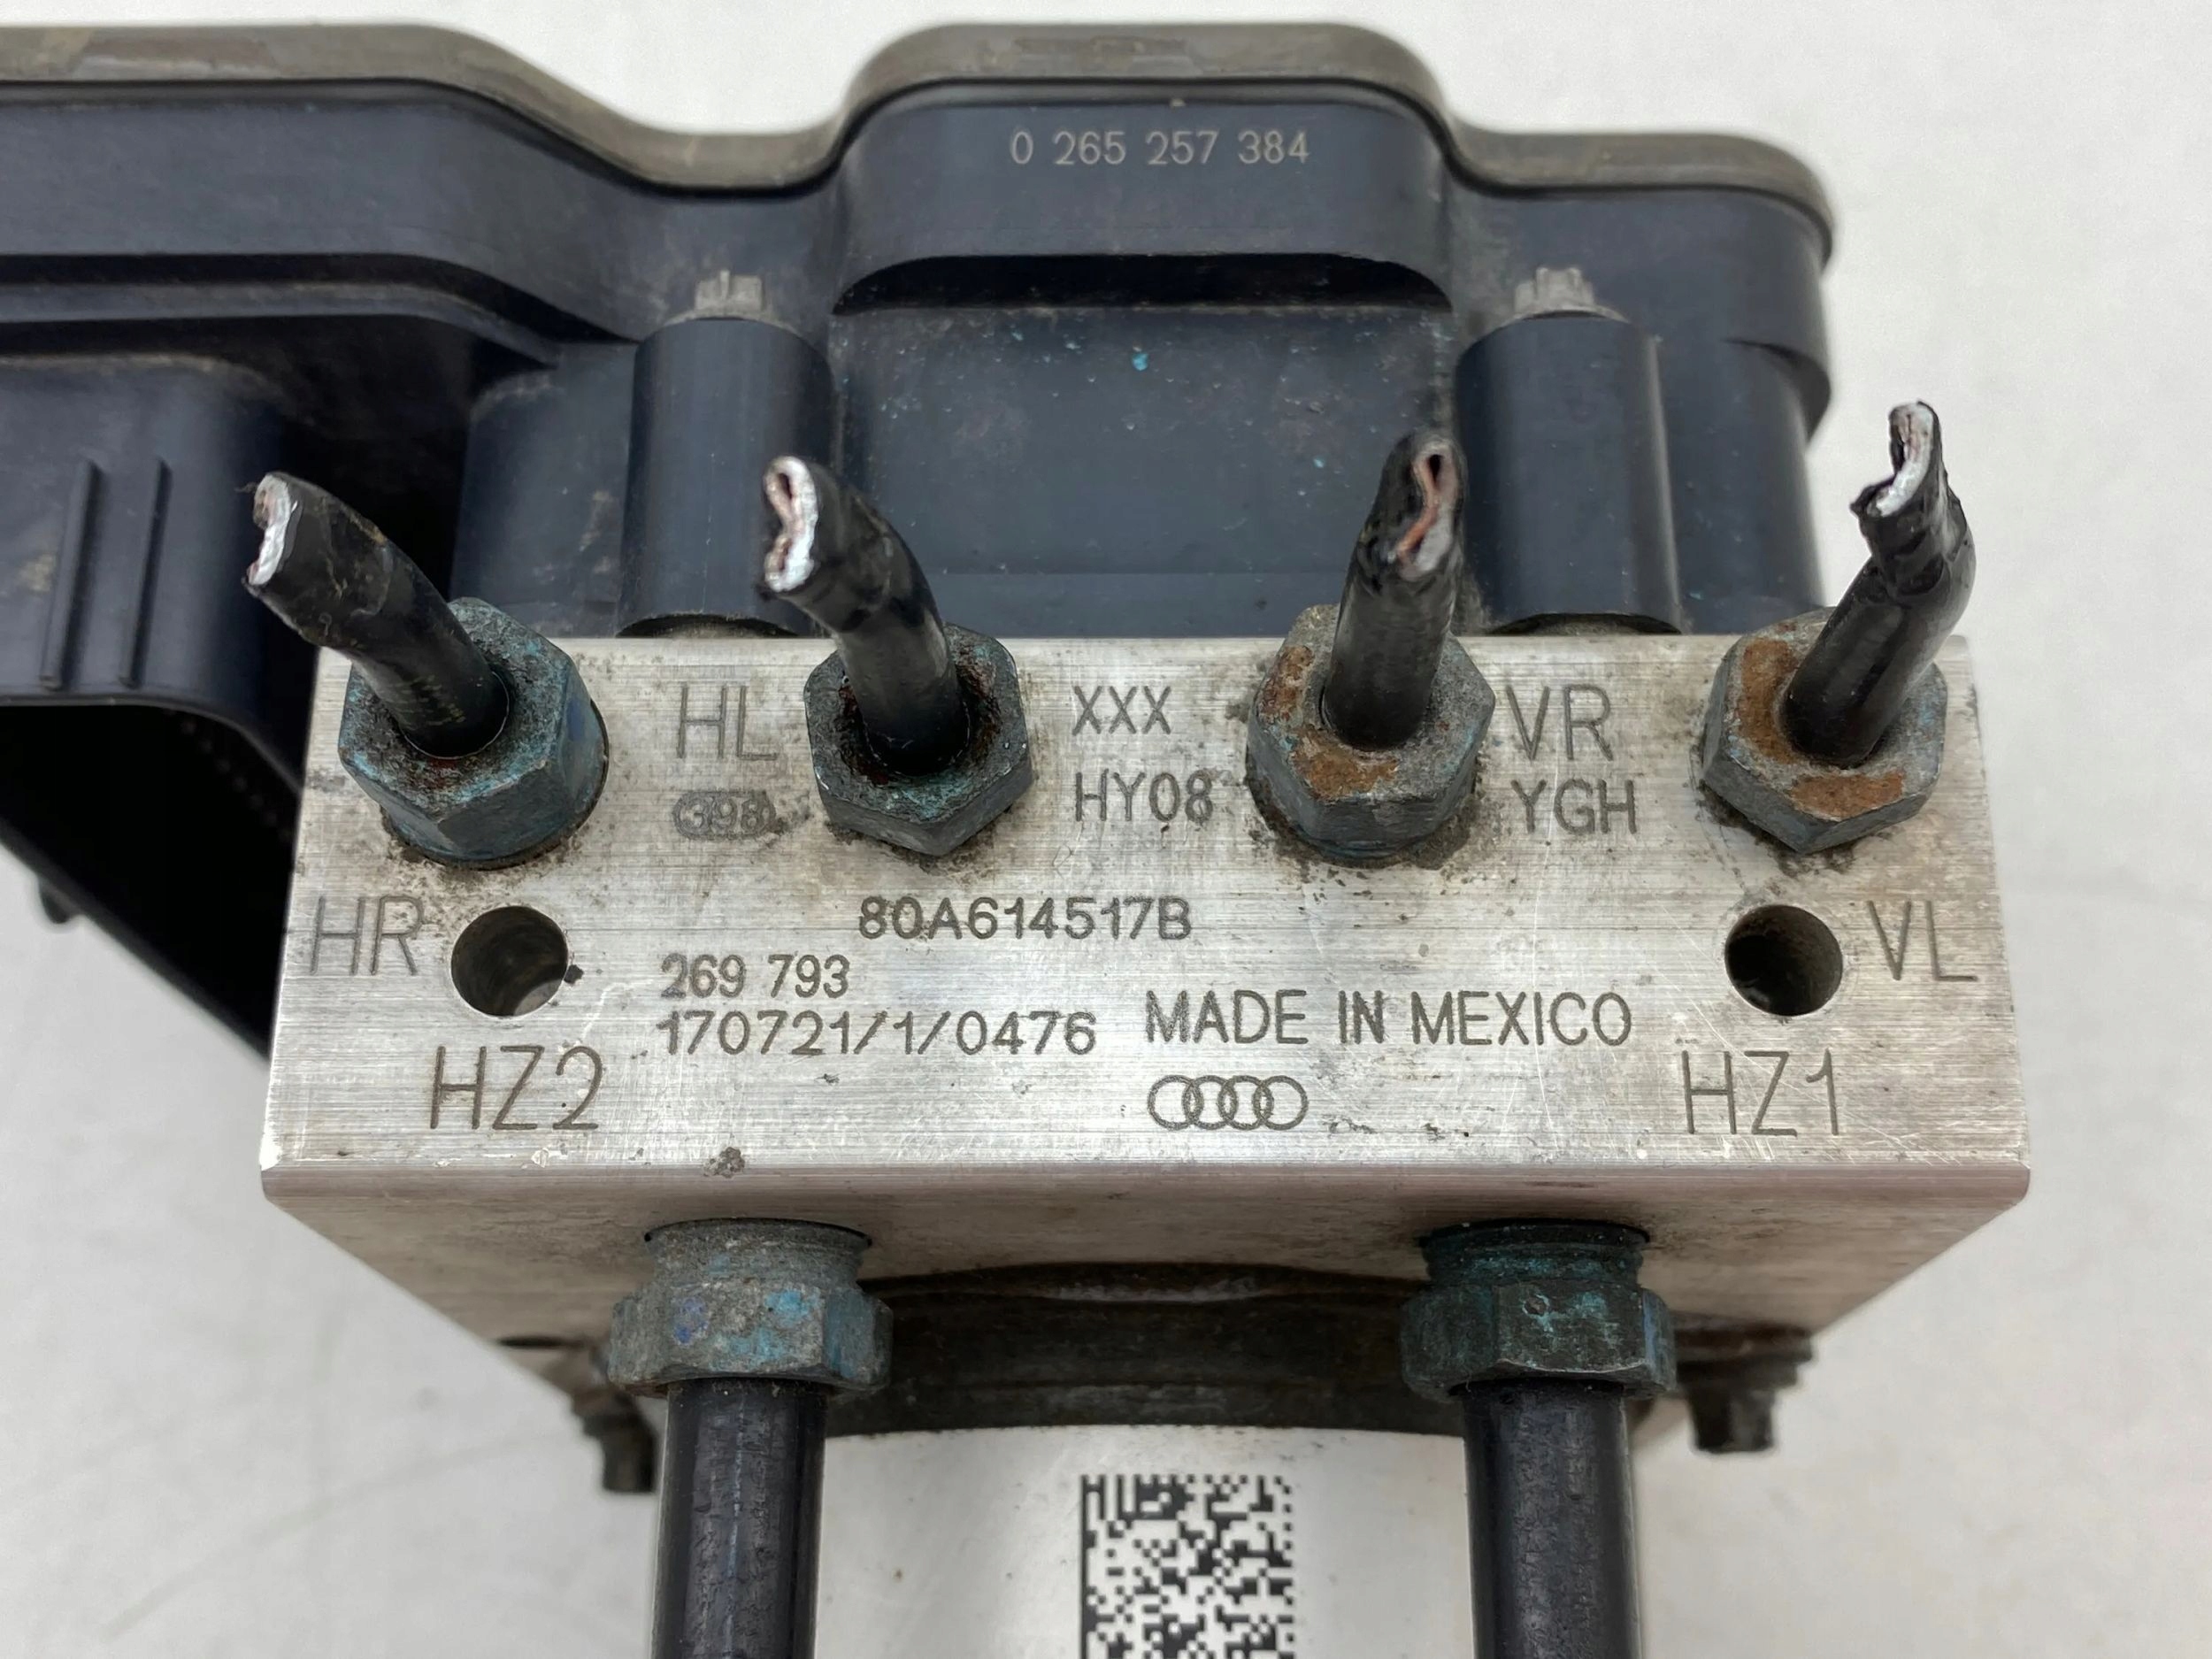 0 265 257 384
HL
XXX
VR
398
HY08
YGH
HR
80A614517B
VL
269 793
170721/1/0476
MADE IN MEXICO
HZ2
HZ1